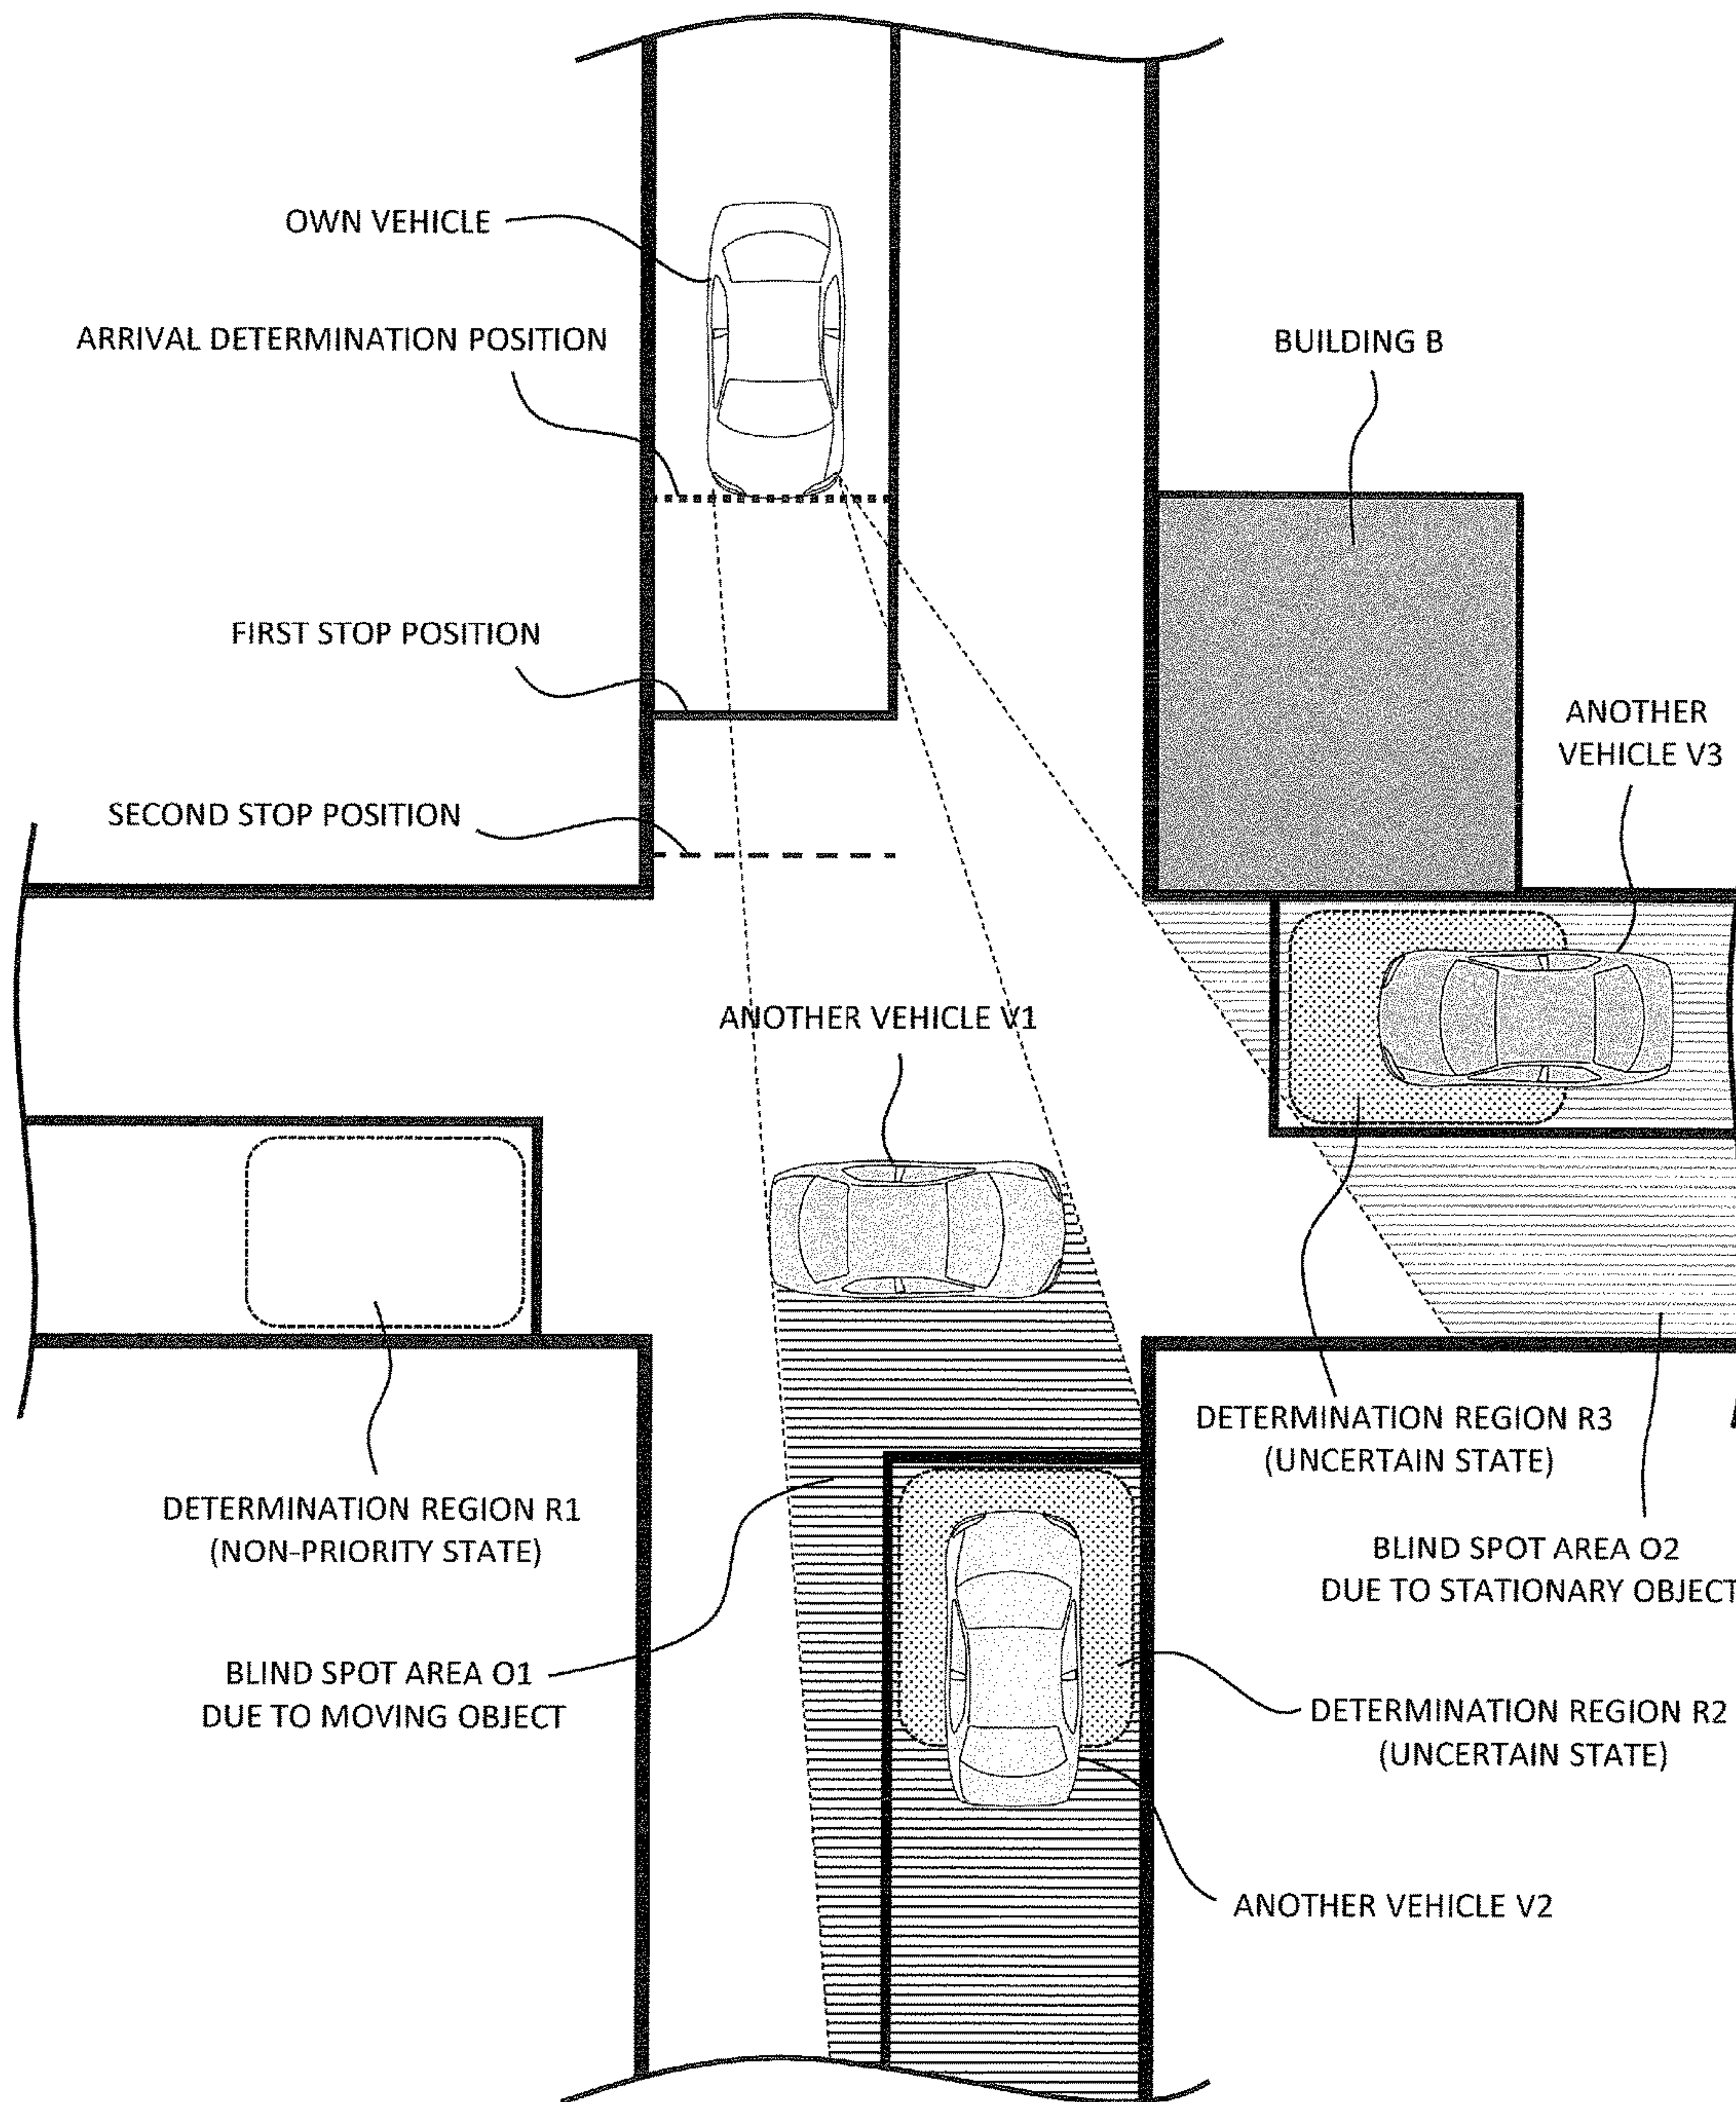 OWN VEHICLE
ARRIVAL DETERMINATION POSITION
BUILDING B
FIRST STOP POSITION
ANOTHER
VEHICLE V3
SECOND STOP POSITION
ANOTHER VEHICLE V1
DETERMINATION REGION R3
(UNCERTAIN STATE)
DETERMINATION REGION R1
(NON-PRIORITY STATE)
BLIND SPOT AREA O2
DUE TO STATIONARY OBJECT
BLIND SPOT AREA O1
DUE TO MOVING OBJECT
DETERMINATION REGION R2
(UNCERTAIN STATE)
ANOTHER VEHICLE V2